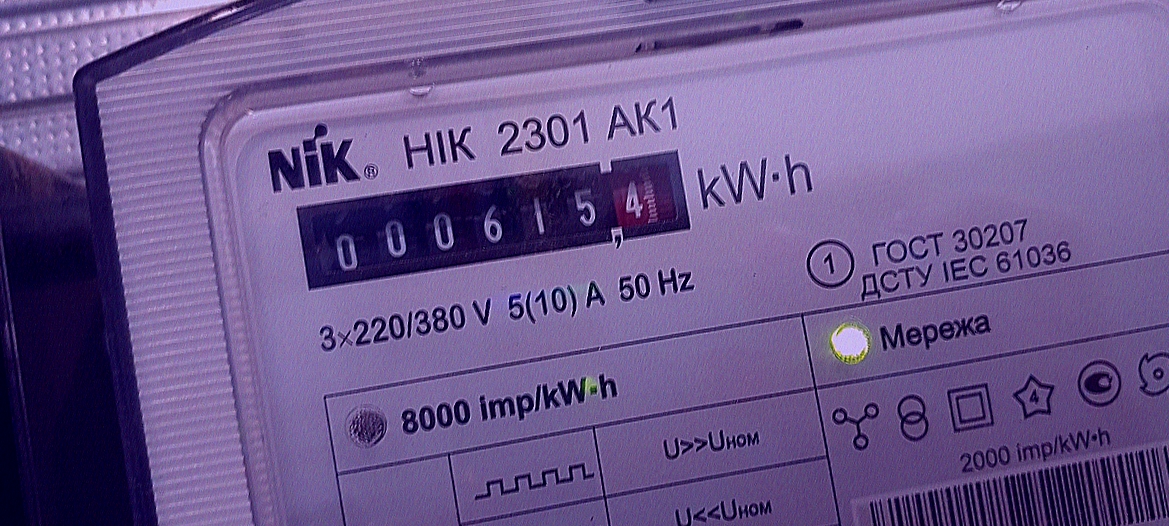 NiK® НІК 2301 АК1
000615,4 kW·h
3×220/380 V 5(10) A 50 Hz
1 ГОСТ 30207
ДСТУ IEC 61036
8000 imp/kW·h
Мережа
U>>Uном
4
U<<Uном
2000 imp/kW·h